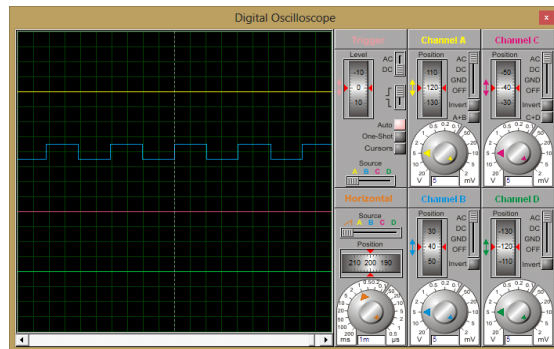 Digital Oscilloscope
x
Trigger
Level
AC
DC
-10
0
10
Auto
One-Shot
Cursors
Source
A B C D
Channel A
Position
AC
DC
GND
OFF
110
120
130
Invert
A+B
V 5 mV
Channel C
Position
AC
DC
GND
OFF
-50
-40
-30
Invert
C+D
V 5 mV
Horizontal
Source
A B C D
Position
210 200 190
ms 1m µs
Channel B
Position
AC
DC
GND
OFF
30
40
50
Invert
V 5 mV
Channel D
Position
AC
DC
GND
OFF
-130
-120
-110
Invert
V 5 mV